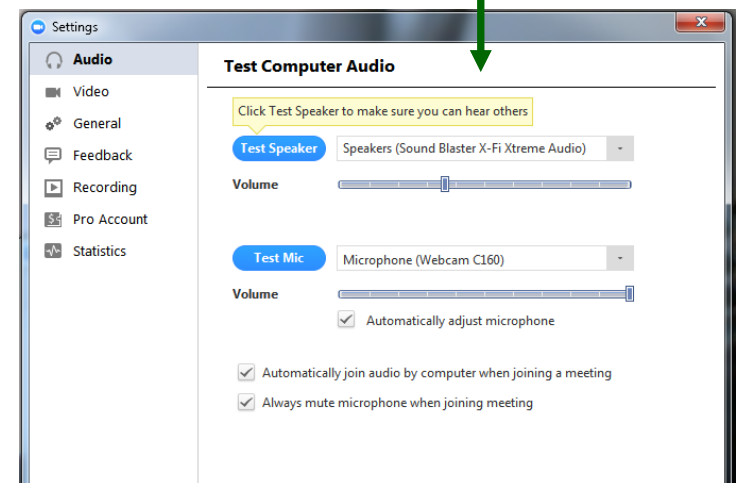 Settings
Audio
Video
General
Feedback
Recording
Pro Account
Statistics
Test Computer Audio
Click Test Speaker to make sure you can hear others
Test Speaker
Speakers (Sound Blaster X-Fi Xtreme Audio)
Volume
Test Mic
Microphone (Webcam C160)
Volume
Automatically adjust microphone
Automatically join audio by computer when joining a meeting
Always mute microphone when joining meeting